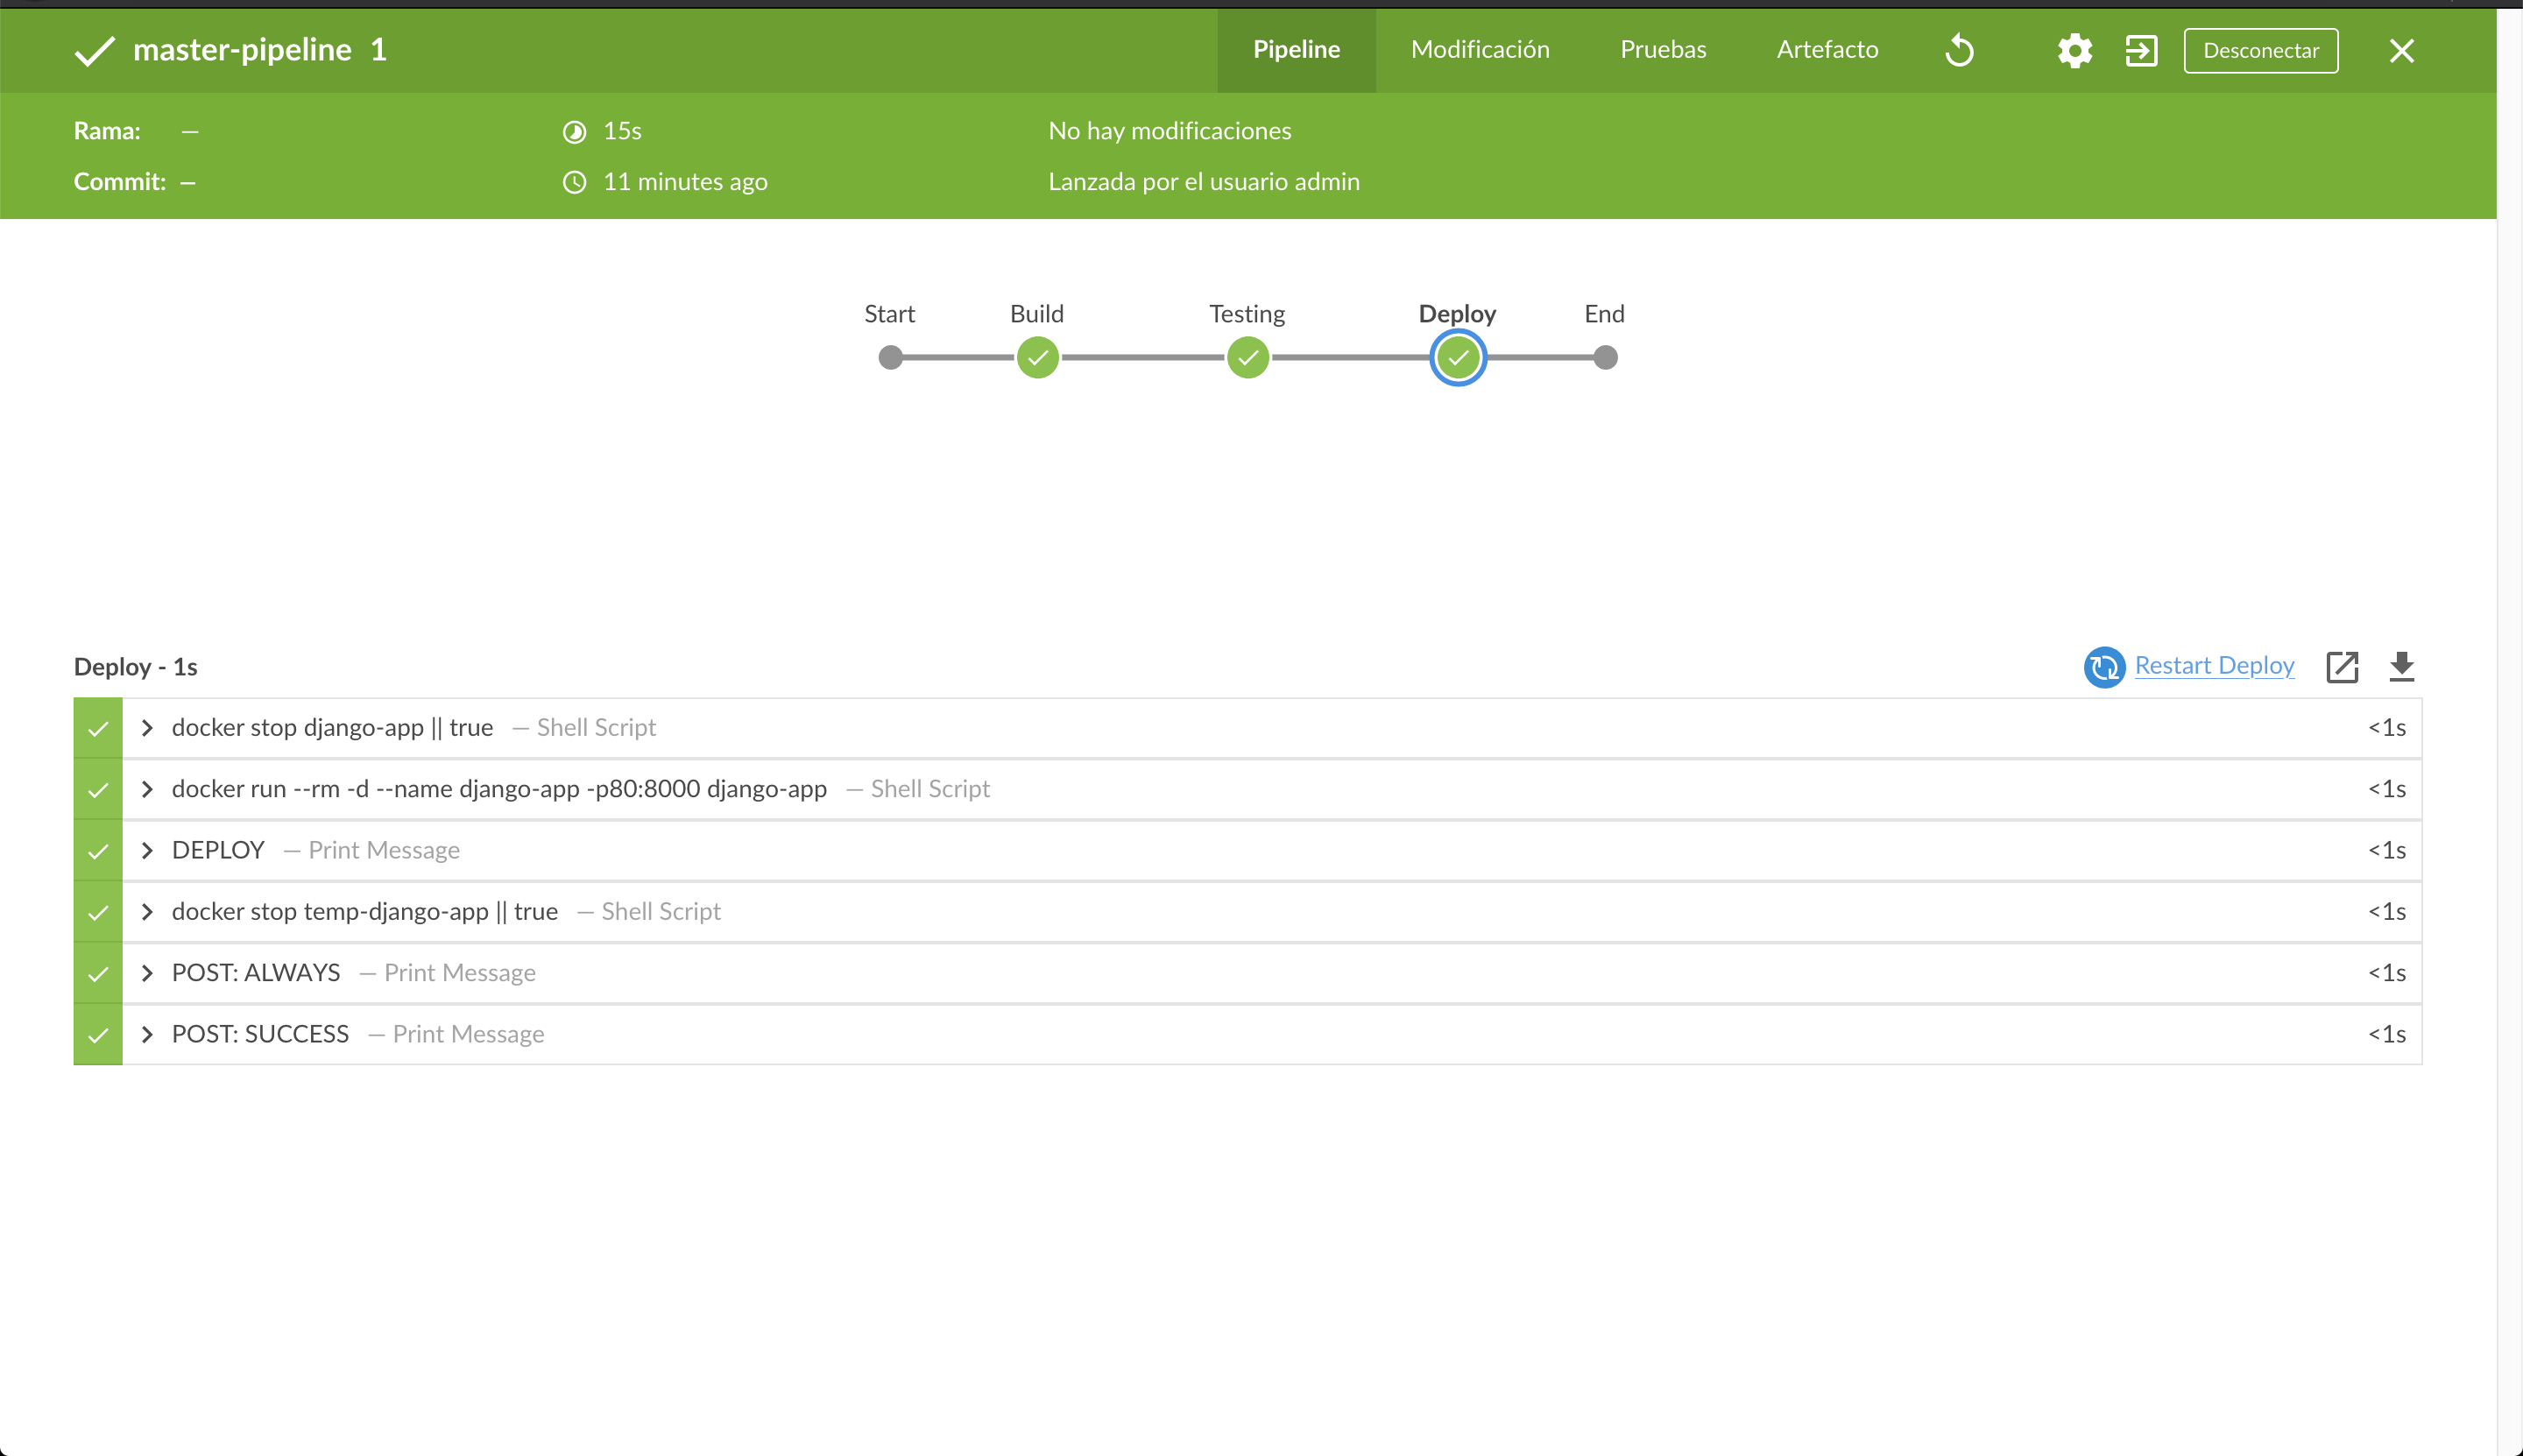 master-pipeline 1
Pipeline Modificación Pruebas Artefacto Desconectar
Rama: — 15s No hay modificaciones
Commit: — 11 minutes ago Lanzada por el usuario admin
Start Build Testing Deploy End
Deploy - 1s Restart Deploy
docker stop django-app || true — Shell Script <1s
docker run --rm -d --name django-app -p80:8000 django-app — Shell Script <1s
DEPLOY — Print Message <1s
docker stop temp-django-app || true — Shell Script <1s
POST: ALWAYS — Print Message <1s
POST: SUCCESS — Print Message <1s